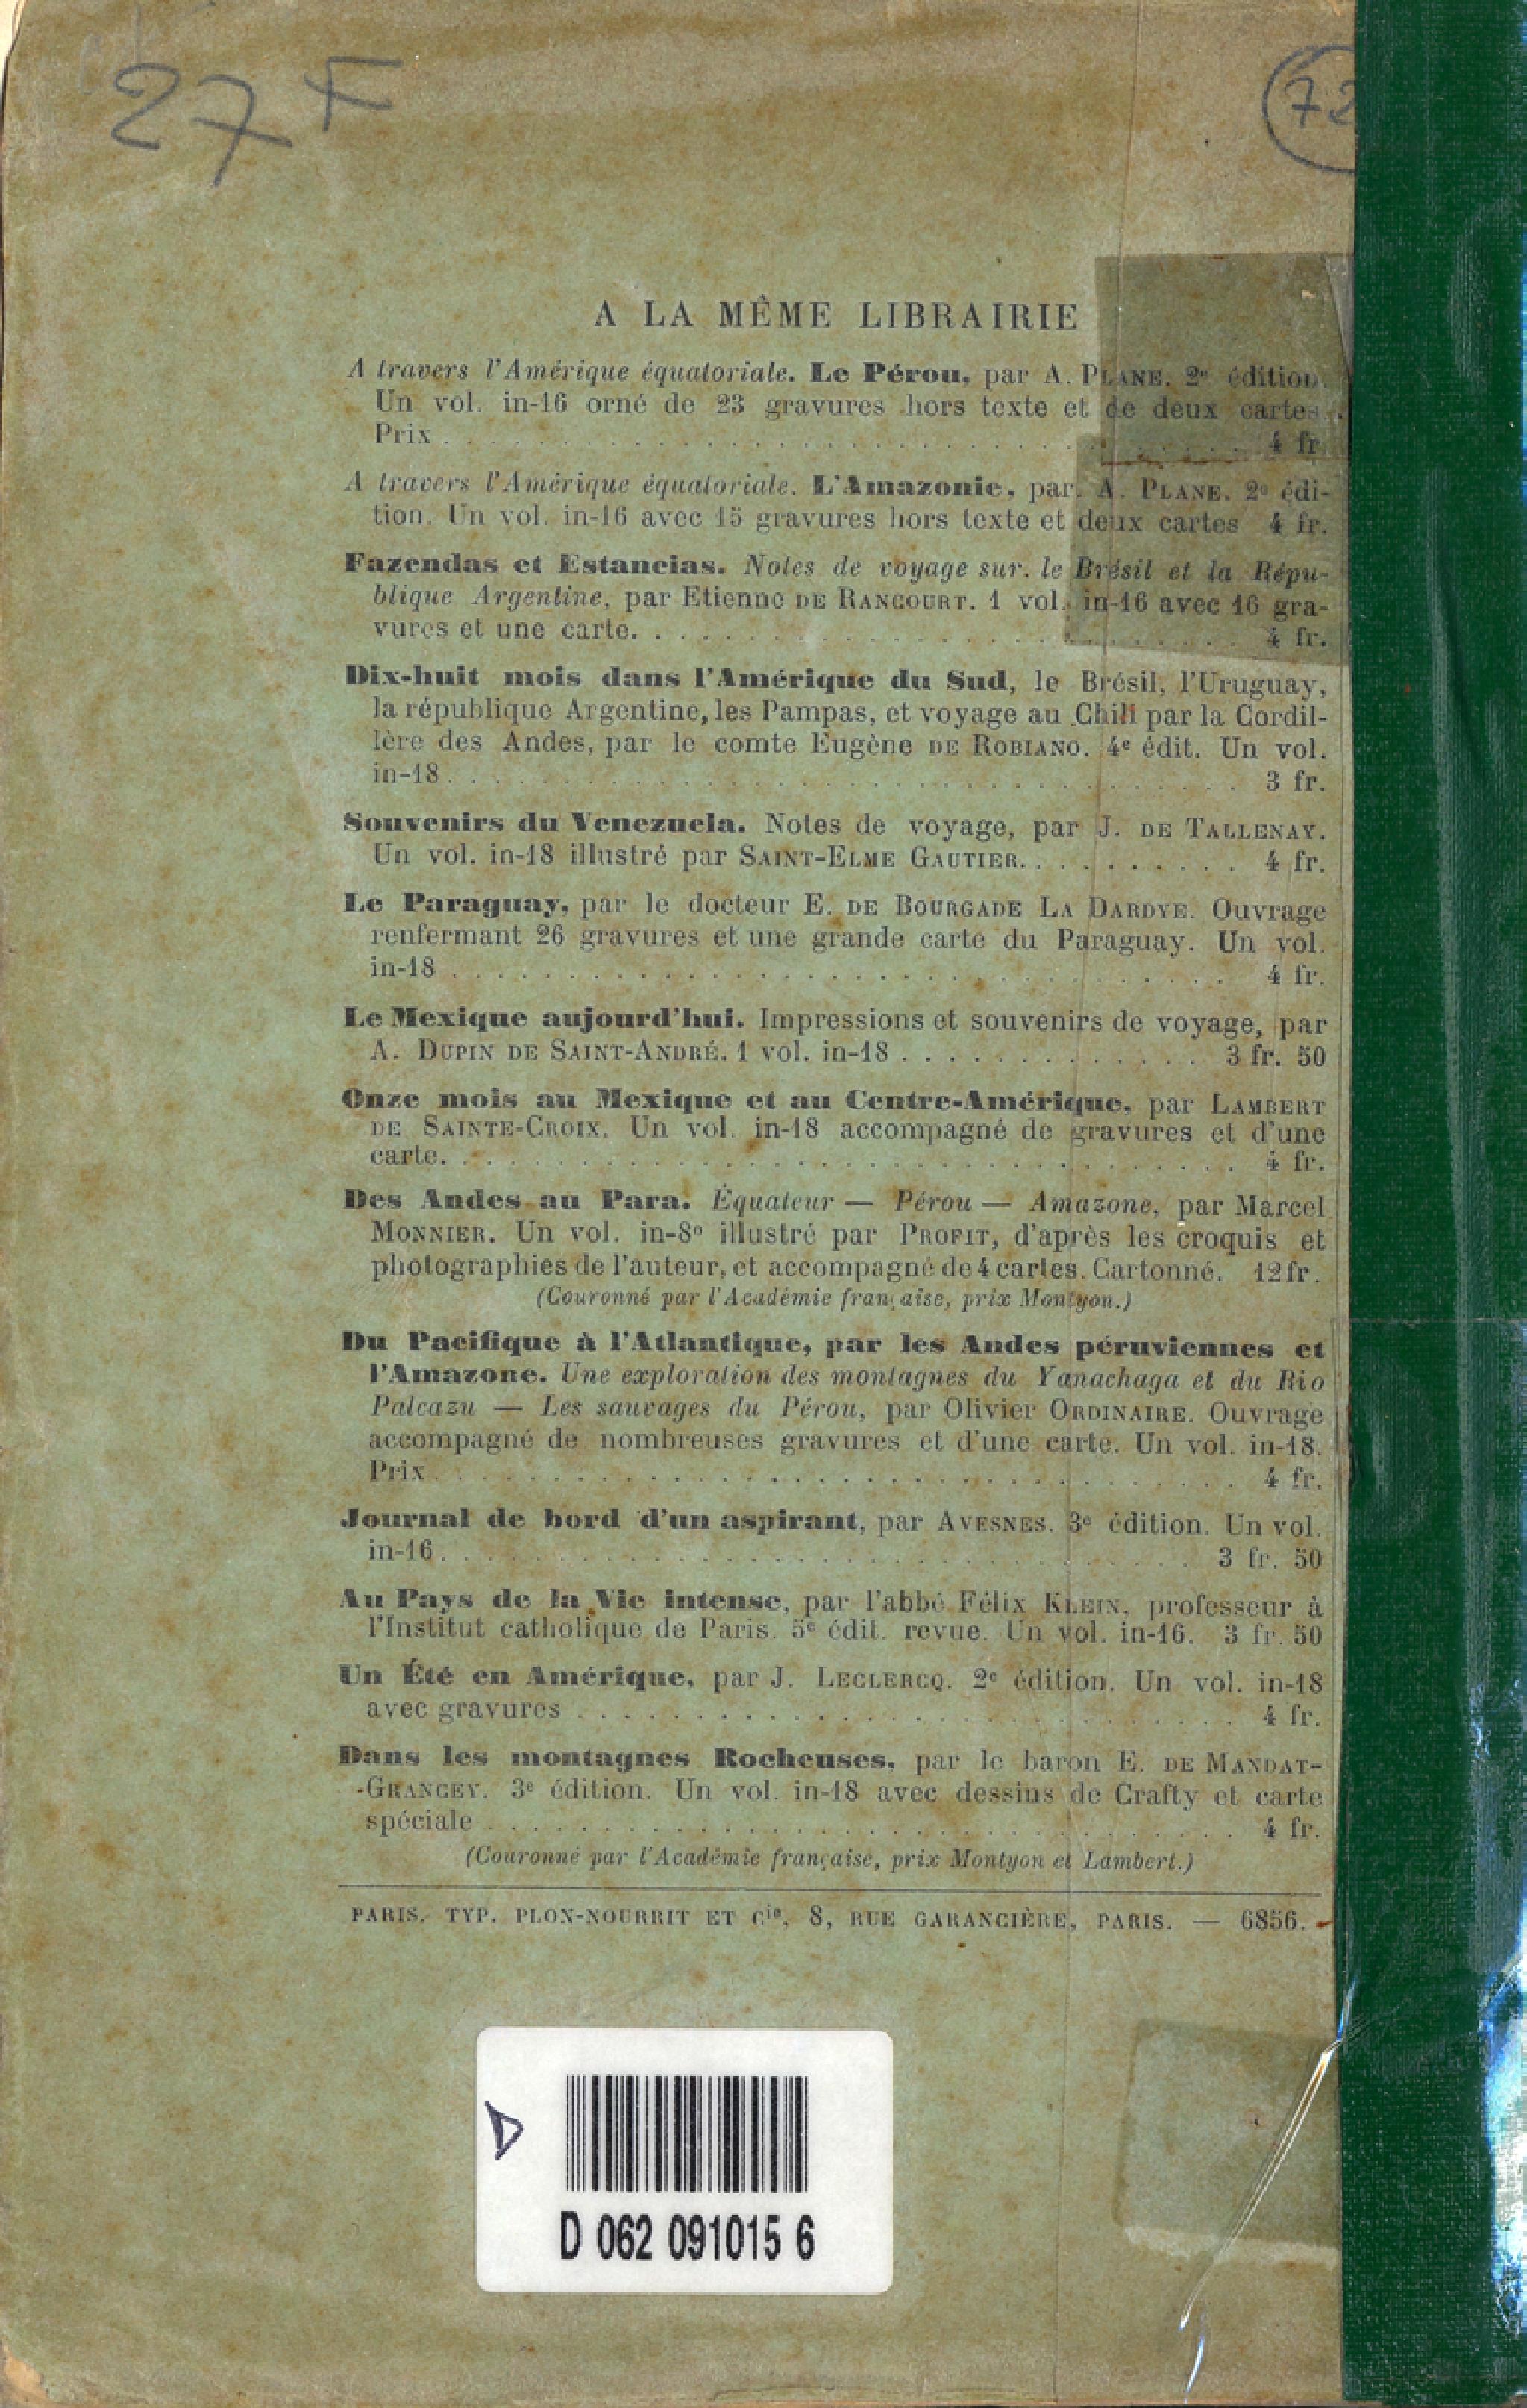 27 F
72
A LA MÊME LIBRAIRIE
A travers l'Amérique équatoriale. Le Pérou, par A. PLANE. 2e édition.
Un vol. in-16 orné de 23 gravures hors texte et de deux cartes.
Prix . . . . . . . . . . . . . . . . . . . . 4 fr.
A travers l'Amérique équatoriale. L'Amazonie, par A. PLANE. 2e édi-
tion. Un vol. in-16 avec 15 gravures hors texte et deux cartes 4 fr.
Fazendas et Estancias. Notes de voyage sur. le Brésil et la Répu-
blique Argentine, par Etienne DE RANCOURT. 1 vol. in-16 avec 16 gra-
vures et une carte. . . . . . . . . . . . . . . . . 4 fr.
Dix-huit mois dans l'Amérique du Sud, le Brésil, l'Uruguay,
la république Argentine, les Pampas, et voyage au Chili par la Cordil-
lère des Andes, par le comte Eugène DE ROBIANO. 4e édit. Un vol.
in-18 . . . . . . . . . . . . . . . . . . . . 3 fr.
Souvenirs du Venezuela. Notes de voyage, par J. DE TALLENAY.
Un vol. in-18 illustré par SAINT-ELME GAUTIER. . . . . . . . . . 4 fr.
Le Paraguay, par le docteur E. DE BOURGADE LA DARDYE. Ouvrage
renfermant 26 gravures et une grande carte du Paraguay. Un vol.
in-18 . . . . . . . . . . . . . . . . . . . . 4 fr.
Le Mexique aujourd'hui. Impressions et souvenirs de voyage, par
A. DUPIN DE SAINT-ANDRÉ. 1 vol. in-18 . . . . . . . . . . . . 3 fr. 50
Onze mois au Mexique et au Centre-Amérique, par LAMBERT
DE SAINTE-CROIX. Un vol. in-18 accompagné de gravures et d'une
carte. . . . . . . . . . . . . . . . . . . . . 4 fr.
Des Andes au Para. Équateur — Pérou — Amazone, par Marcel
MONNIER. Un vol. in-8o illustré par PROFIT, d'après les croquis et
photographies de l'auteur, et accompagné de 4 cartes. Cartonné. 12 fr.
(Couronné par l'Académie française, prix Montyon.)
Du Pacifique à l'Atlantique, par les Andes péruviennes et
l'Amazone. Une exploration des montagnes du Yanachaga et du Rio
Palcazu — Les sauvages du Pérou, par Olivier ORDINAIRE. Ouvrage
accompagné de nombreuses gravures et d'une carte. Un vol. in-18.
Prix . . . . . . . . . . . . . . . . . . . . . 4 fr.
Journal de bord d'un aspirant, par AVESNES. 3e édition. Un vol.
in-16 . . . . . . . . . . . . . . . . . . . . 3 fr. 50
Au Pays de la Vie intense, par l'abbé Félix KLEIN, professeur à
l'Institut catholique de Paris. 5e édit. revue. Un vol. in-16. 3 fr. 50
Un Été en Amérique, par J. LECLERCQ. 2e édition. Un vol. in-18
avec gravures . . . . . . . . . . . . . . . . . . 4 fr.
Dans les montagnes Rocheuses, par le baron E. DE MANDAT-
-GRANCEY. 3e édition. Un vol. in-18 avec dessins de Crafty et carte
spéciale . . . . . . . . . . . . . . . . . . . . 4 fr.
(Couronné par l'Académie française, prix Montyon et Lambert.)
PARIS. TYP. PLON-NOURRIT ET Cie, 8, RUE GARANCIÈRE, PARIS. — 6856.
D
D 062 091015 6